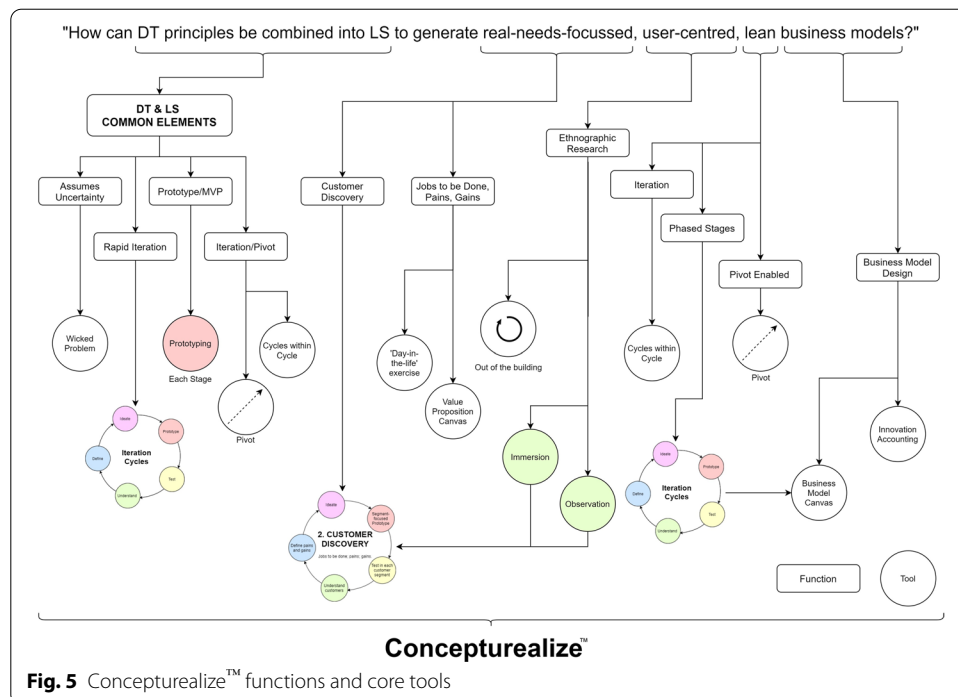 "How can DT principles be combined into LS to generate real-needs-focussed, user-centred, lean business models?"
DT & LS
COMMON ELEMENTS
Assumes
Uncertainty
Prototype/MVP
Rapid Iteration
Iteration/Pivot
Wicked
Problem
Prototyping
Each Stage
Cycles within
Cycle
Pivot
Ideate
Prototype
Test
Understand
Define
Iteration
Cycles
Customer
Discovery
Jobs to be Done,
Pains, Gains
Ethnographic
Research
'Day-in-
the-life'
exercise
Value
Proposition
Canvas
Out of the building
Immersion
Observation
Ideate
Segment-
focused
Prototype
Test in each
customer
segment
Understand
customers
Define pains
and gains
2. CUSTOMER
DISCOVERY
Jobs to be done, pains, gains.
Iteration
Phased Stages
Pivot Enabled
Cycles within
Cycle
Pivot
Ideate
Prototype
Test
Understand
Define
Iteration
Cycles
Business Model
Design
Innovation
Accounting
Business
Model
Canvas
Function
Tool
Concepturealize™
Fig. 5 Concepturealize™ functions and core tools